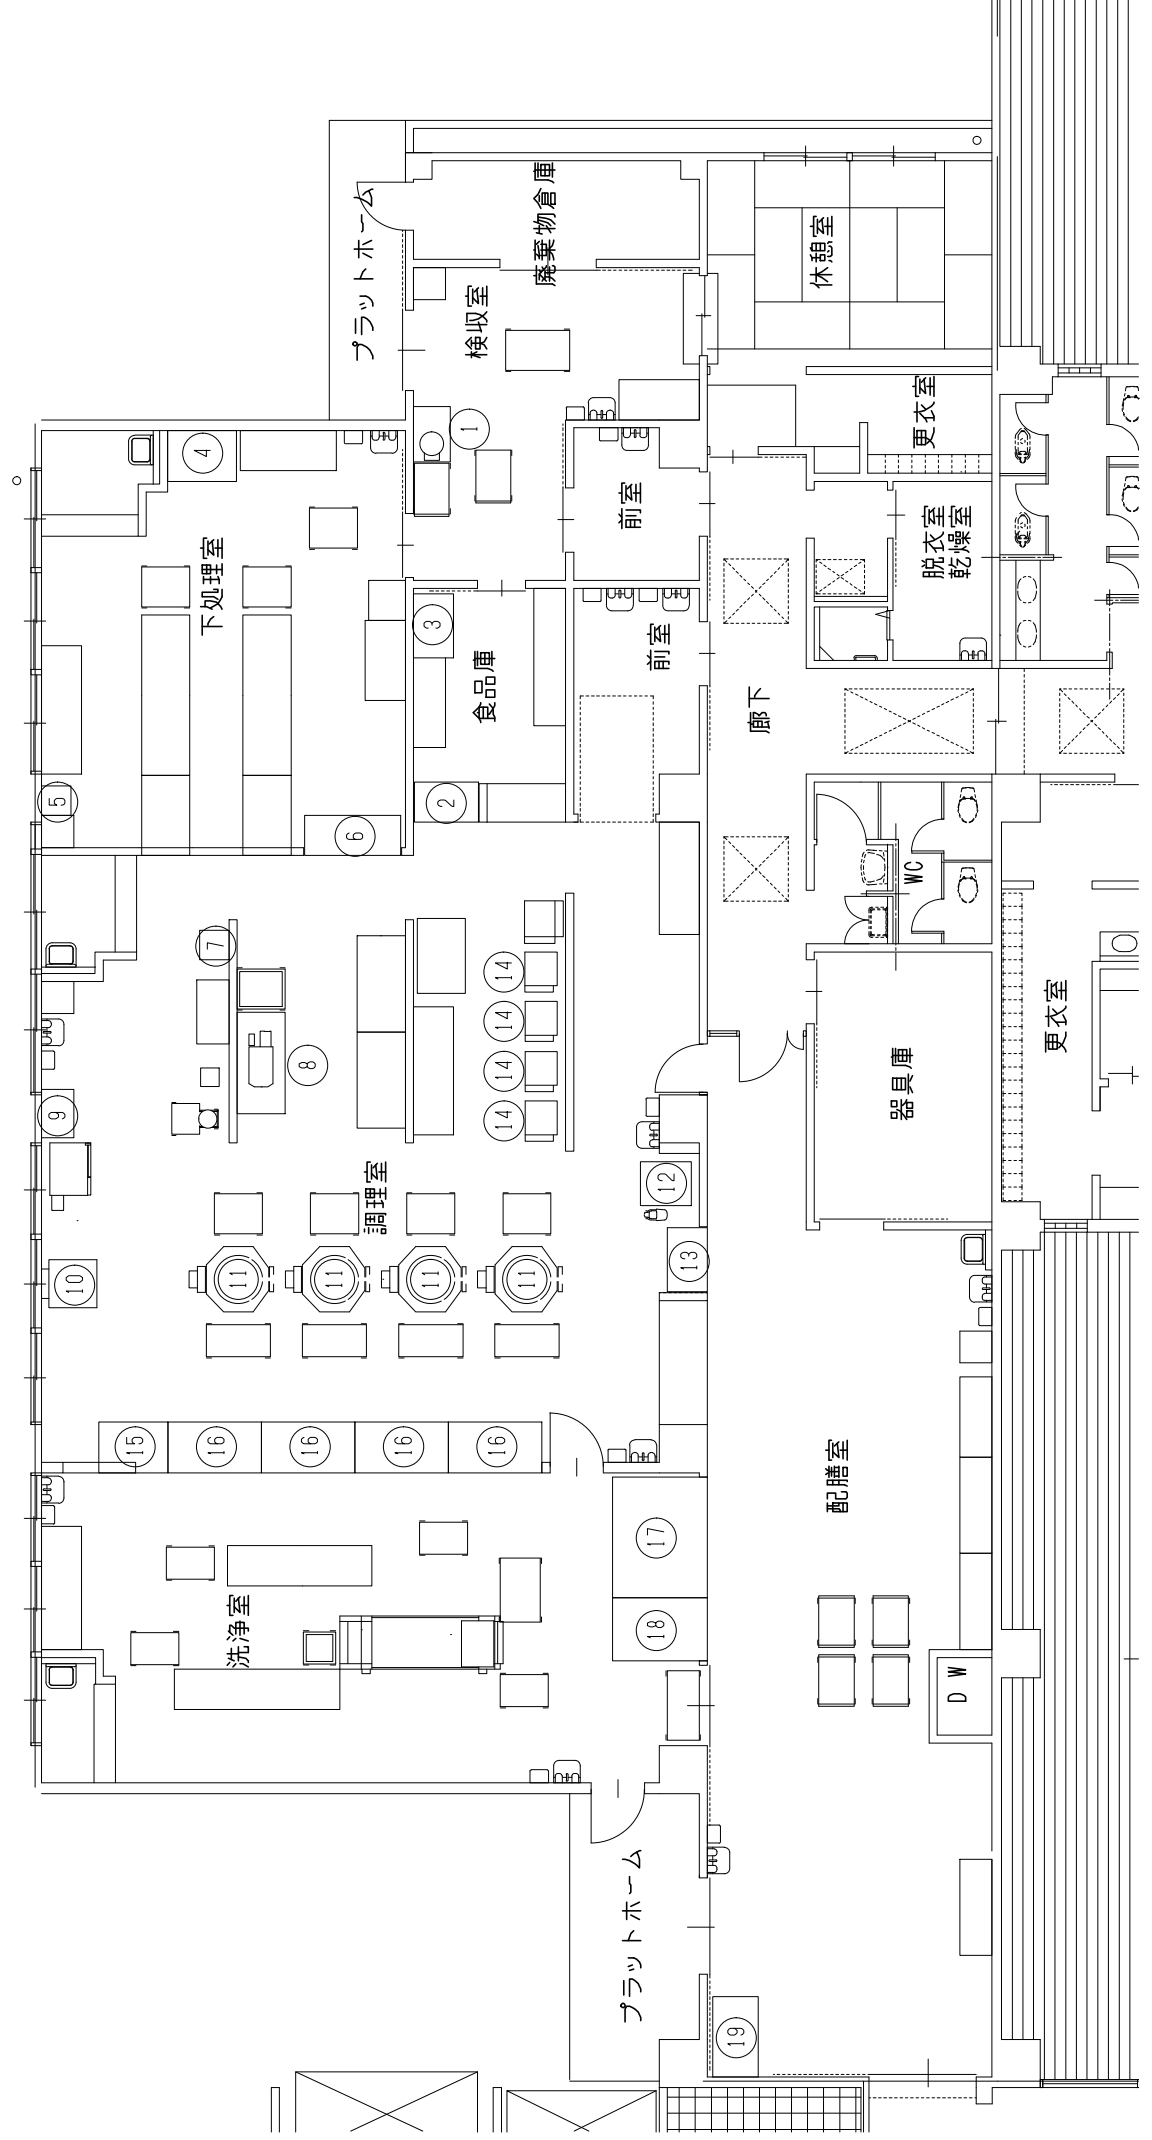 プラットホーム
廃棄物倉庫
検収室
休憩室
更衣室
1
4
前室
脱衣室
乾燥室
下処理室
3
食品庫
前室
廊下
5
2
6
WC
7
14
14
14
14
8
9
更衣室
器具庫
調理室
12
13
10
11
11
11
11
15
16
16
16
16
配膳室
17
18
洗浄室
D W
プラットホーム
19